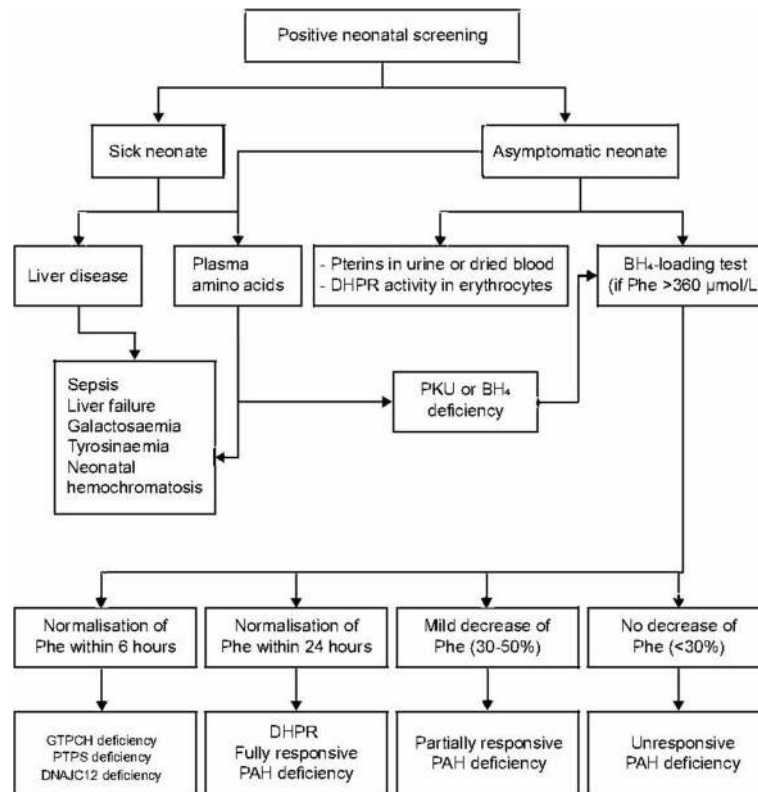 Positive neonatal screening
Sick neonate
Asymptomatic neonate
Liver disease
Plasma
amino acids
- Pterins in urine or dried blood
- DHPR activity in erythrocytes
BH₄-loading test
(if Phe >360 µmol/L
Sepsis
Liver failure
Galactosaemia
Tyrosinaemia
Neonatal
hemochromatosis
PKU or BH₄
deficiency
Normalisation of
Phe within 6 hours
Normalisation of
Phe within 24 hours
Mild decrease of
Phe (30-50%)
No decrease of
Phe (<30%)
GTPCH deficiency
PTPS deficiency
DNAJC12 deficiency
DHPR
Fully responsive
PAH deficiency
Partially responsive
PAH deficiency
Unresponsive
PAH deficiency